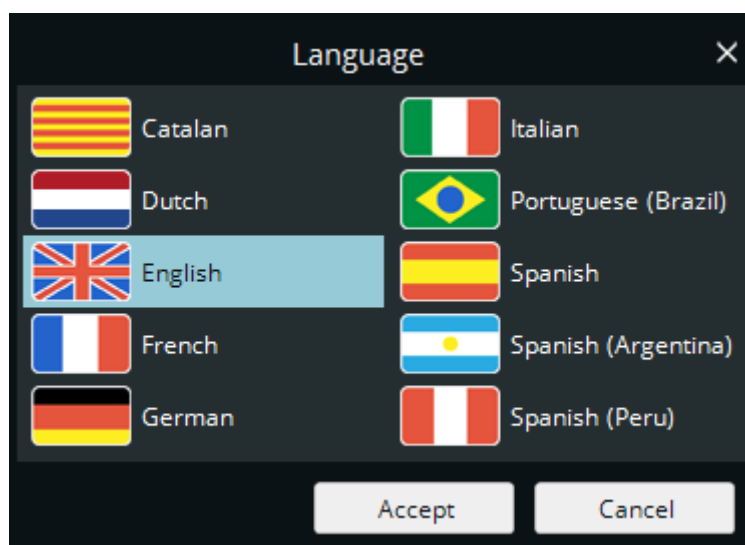 Language
Catalan
Italian
Dutch
Portuguese (Brazil)
English
Spanish
French
Spanish (Argentina)
German
Spanish (Peru)
Accept
Cancel